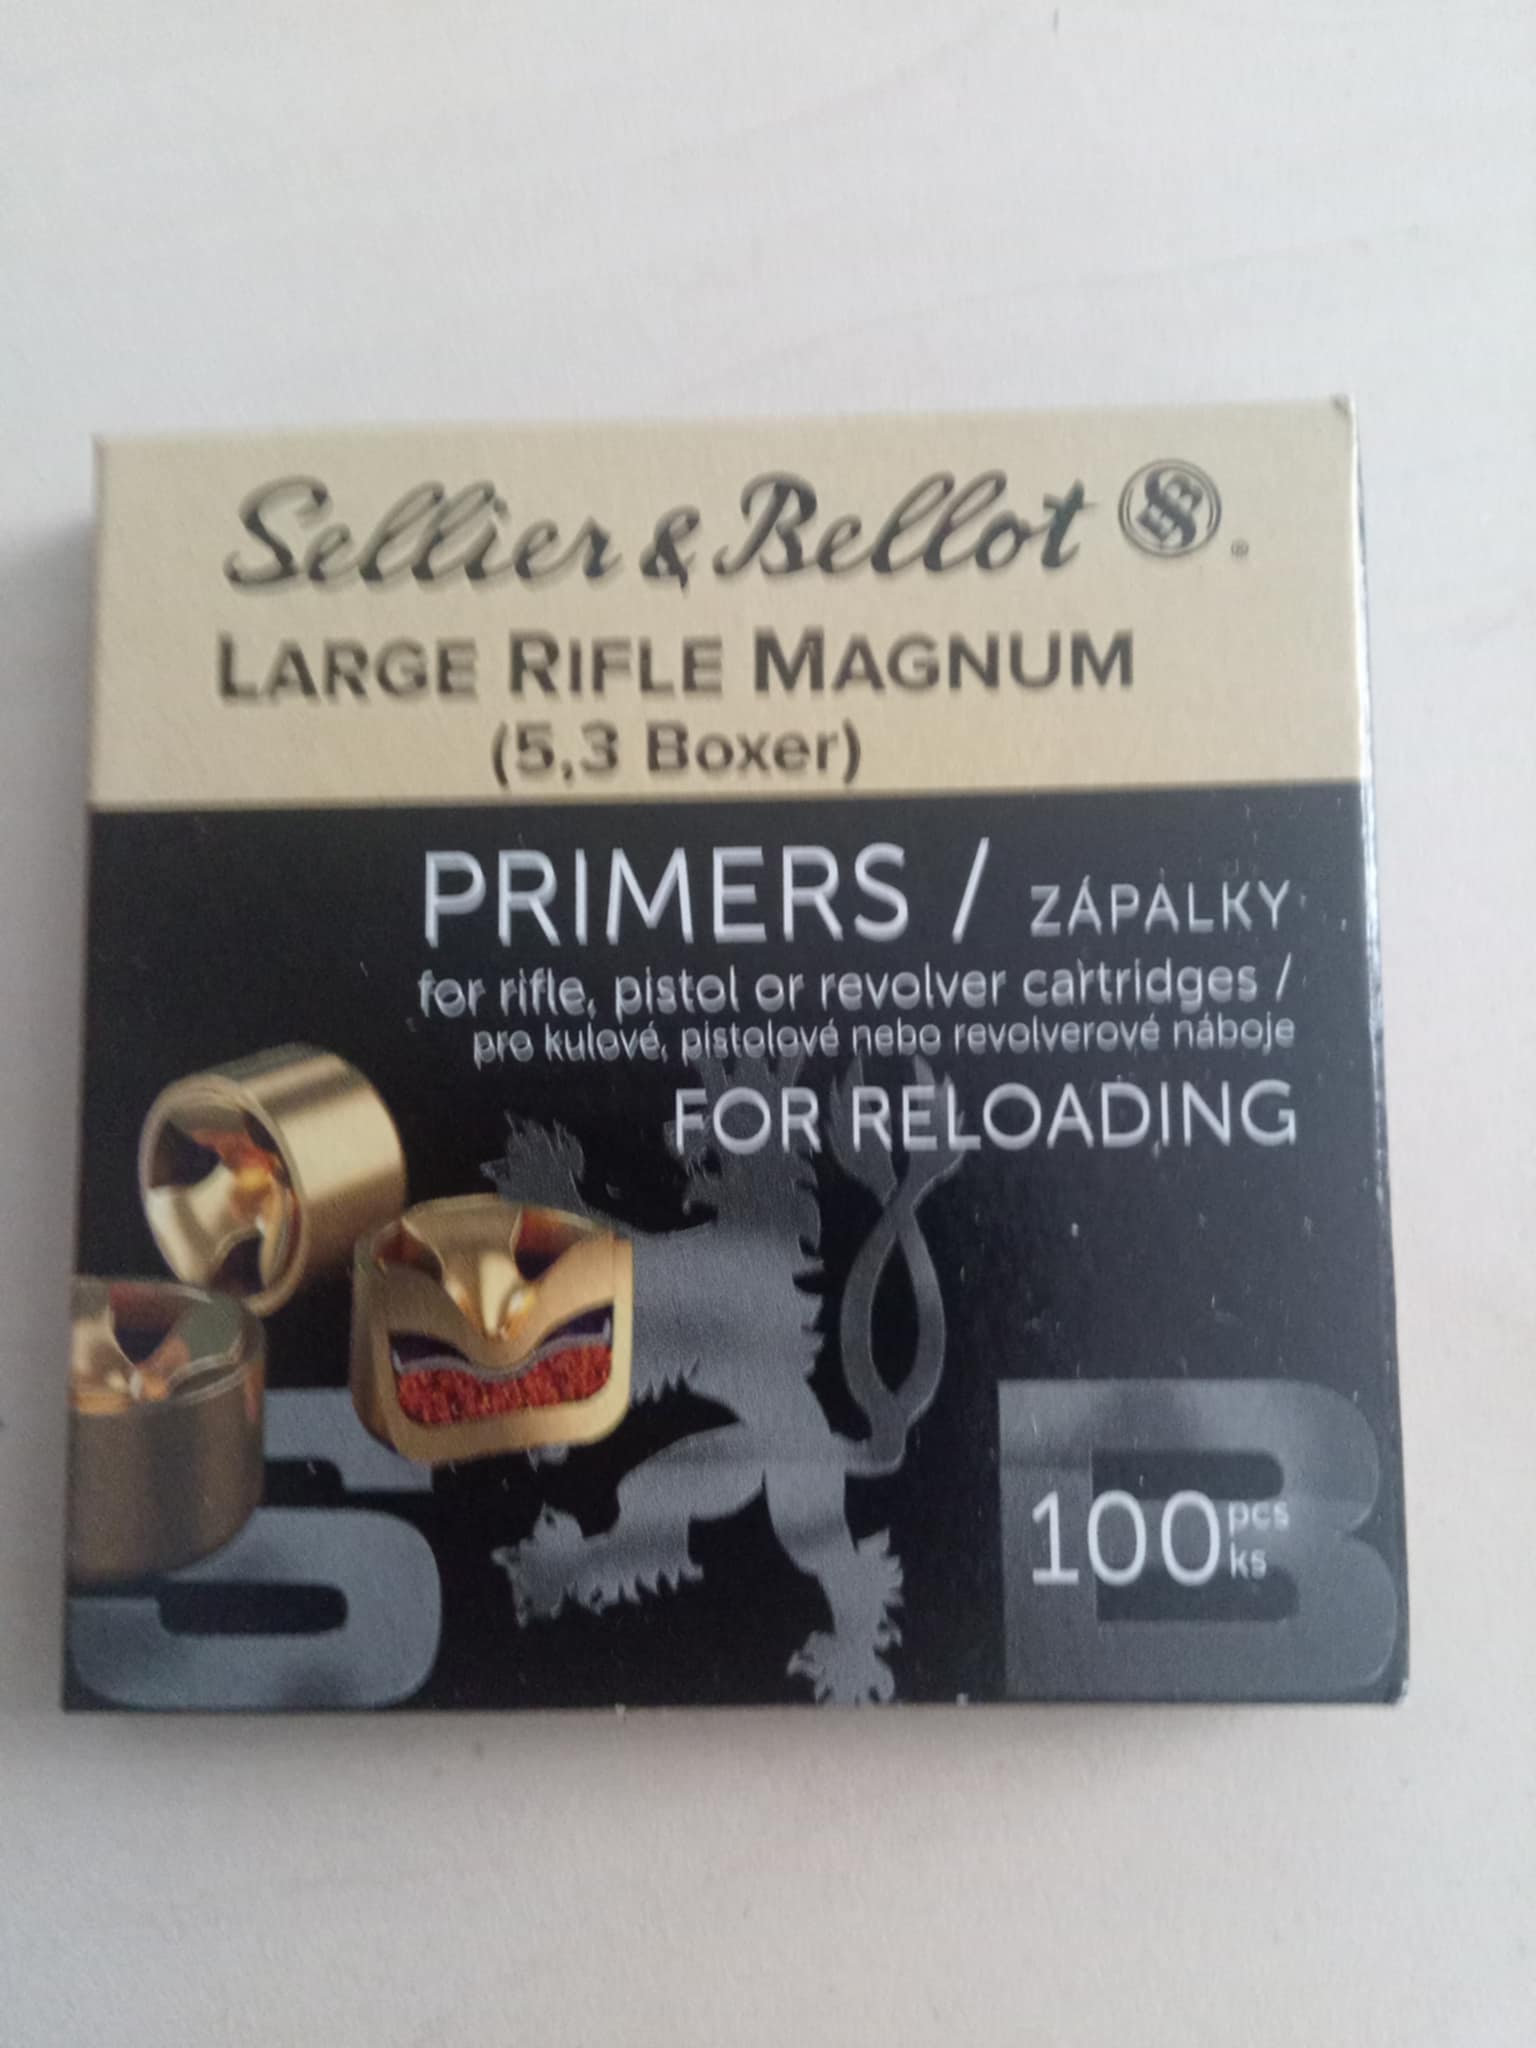 Sellier & Bellot SB ®
LARGE RIFLE MAGNUM
(5,3 Boxer)
PRIMERS / ZÁPALKY
for rifle, pistol or revolver cartridges /
pro kulové, pistolové nebo revolverové náboje
FOR RELOADING
S B
100 pcs
ks